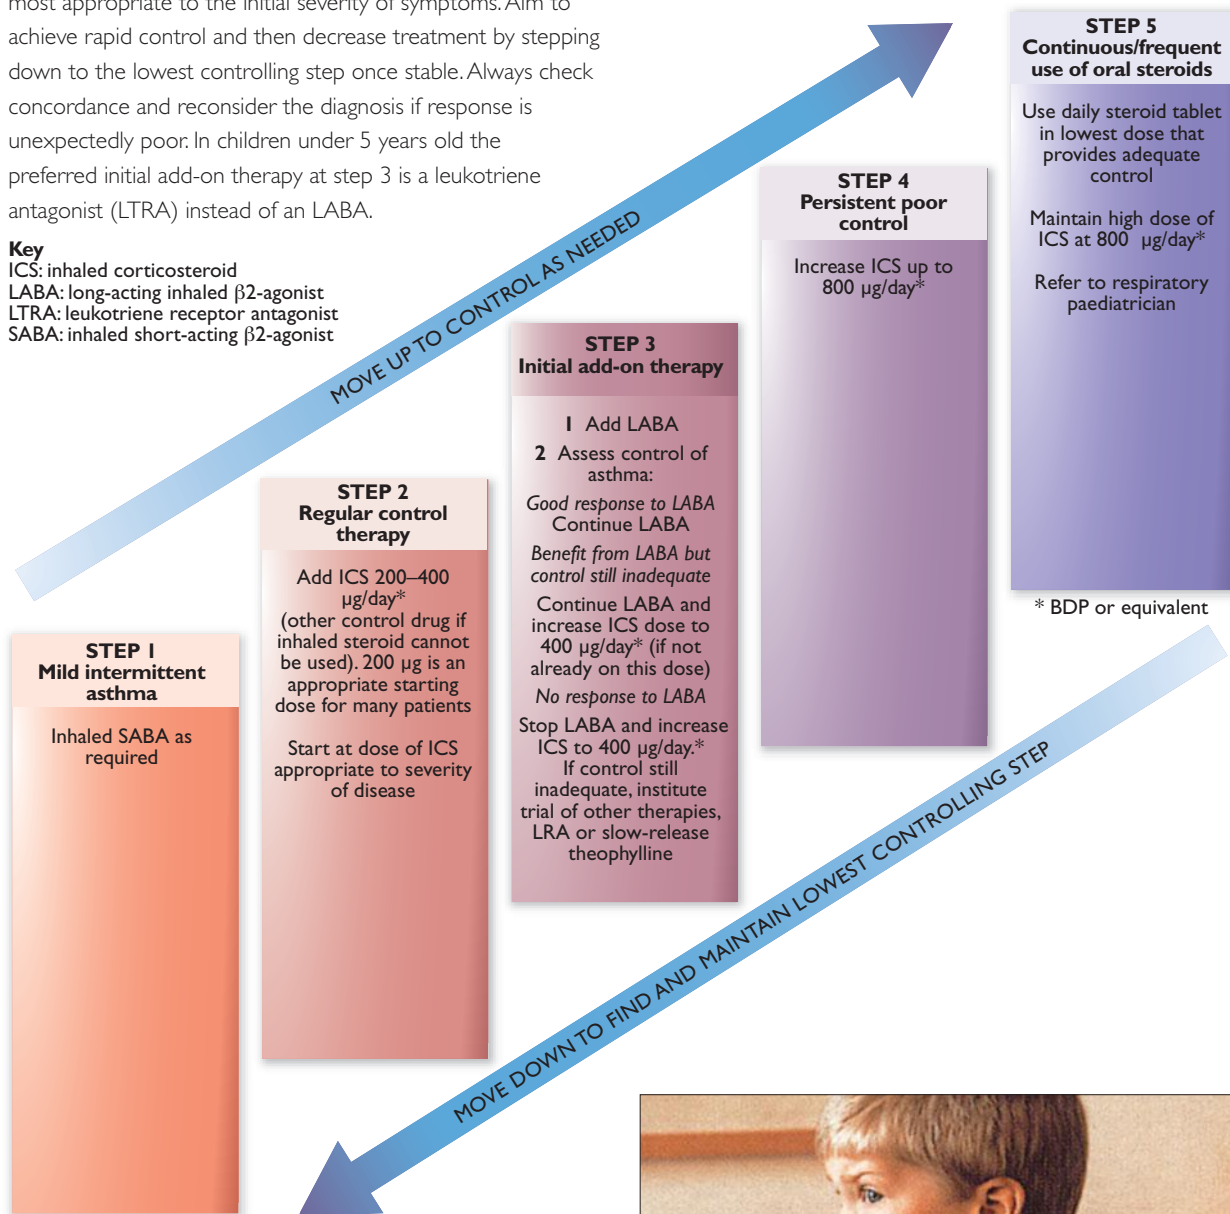 most appropriate to the initial severity of symptoms. Aim to
achieve rapid control and then decrease treatment by stepping
down to the lowest controlling step once stable. Always check
concordance and reconsider the diagnosis if response is
unexpectedly poor. In children under 5 years old the
preferred initial add-on therapy at step 3 is a leukotriene
antagonist (LTRA) instead of an LABA.
Key
ICS: inhaled corticosteroid
LABA: long-acting inhaled β2-agonist
LTRA: leukotriene receptor antagonist
SABA: inhaled short-acting β2-agonist
MOVE UP TO CONTROL AS NEEDED
STEP 1
Mild intermittent
asthma
Inhaled SABA as
required
STEP 2
Regular control
therapy
Add ICS 200–400
µg/day*
(other control drug if
inhaled steroid cannot
be used). 200 µg is an
appropriate starting
dose for many patients
Start at dose of ICS
appropriate to severity
of disease
STEP 3
Initial add-on therapy
1 Add LABA
2 Assess control of
asthma:
Good response to LABA
Continue LABA
Benefit from LABA but
control still inadequate
Continue LABA and
increase ICS dose to
400 µg/day* (if not
already on this dose)
No response to LABA
Stop LABA and increase
ICS to 400 µg/day.*
If control still
inadequate, institute
trial of other therapies,
LRA or slow-release
theophylline
STEP 4
Persistent poor
control
Increase ICS up to
800 µg/day*
STEP 5
Continuous/frequent
use of oral steroids
Use daily steroid tablet
in lowest dose that
provides adequate
control
Maintain high dose of
ICS at 800 µg/day*
Refer to respiratory
paediatrician
* BDP or equivalent
MOVE DOWN TO FIND AND MAINTAIN LOWEST CONTROLLING STEP